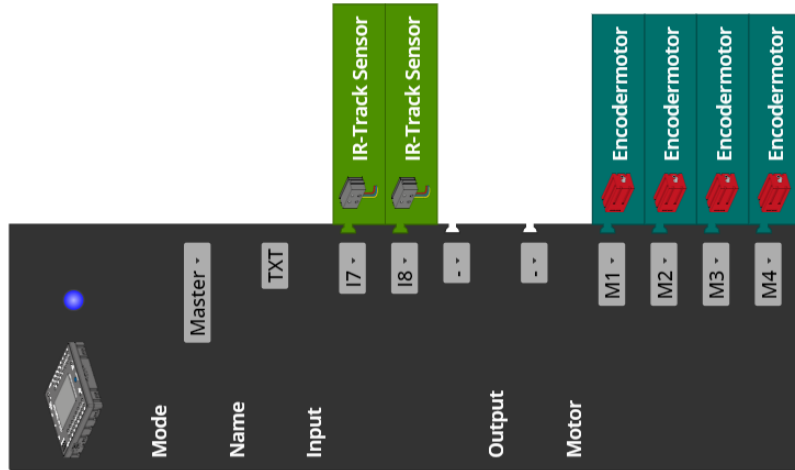 Mode Master
Name TXT
Input I7 IR-Track Sensor
I8 IR-Track Sensor
-
Output -
Motor M1 Encodermotor
M2 Encodermotor
M3 Encodermotor
M4 Encodermotor